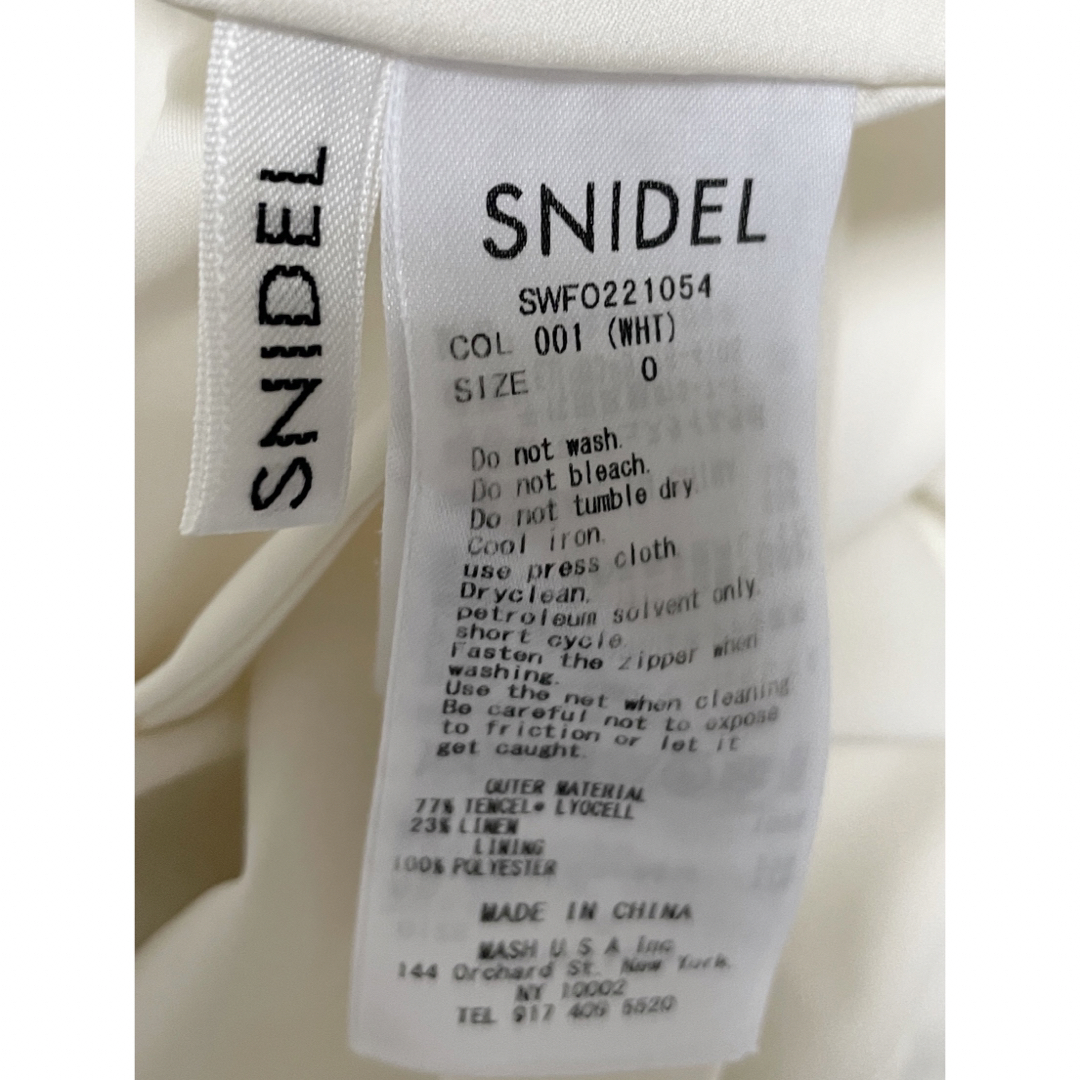 SNIDEL
SNIDEL
SWFO221054
COL 001 (WHT)
SIZE 0
Do not wash.
Do not bleach.
Do not tumble dry.
Cool iron.
use press cloth.
Dryclean.
petroleum solvent only.
short cycle.
Fasten the zipper when
washing.
Use the net when cleaning
Be careful not to expose
to friction or let it
get caught.
OUTER MATERIAL
77% TENCEL® LYOCELL
23% LINEN
LINING
100% POLYESTER
MADE IN CHINA
MASH U.S.A Inc
144 Orchard St. New York.
NY 10002
TEL 917 409 5520